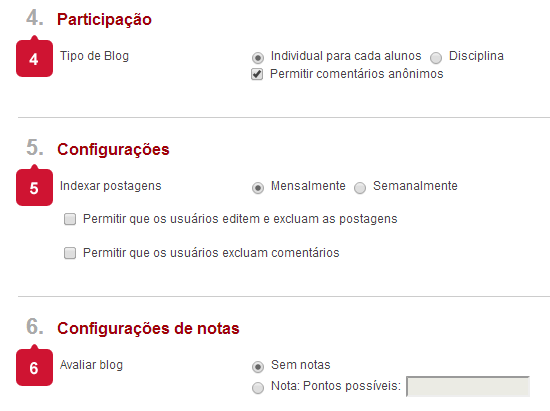 4. Participação
4 Tipo de Blog Individual para cada alunos Disciplina
Permitir comentários anônimos
5. Configurações
5 Indexar postagens Mensalmente Semanalmente
Permitir que os usuários editem e excluam as postagens
Permitir que os usuários excluam comentários
6. Configurações de notas
6 Avaliar blog Sem notas
Nota: Pontos possíveis: